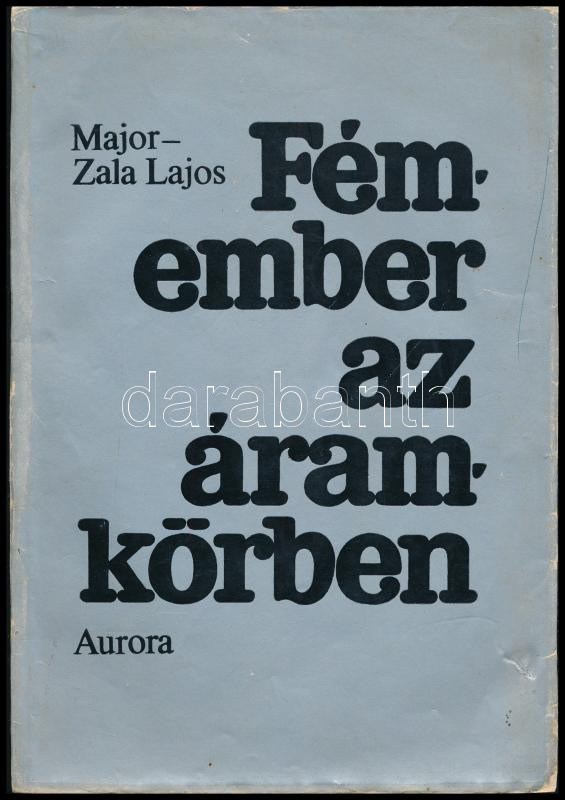 Major–
Zala Lajos
Fém-
ember
az
áram-
körben
Aurora
darabanth